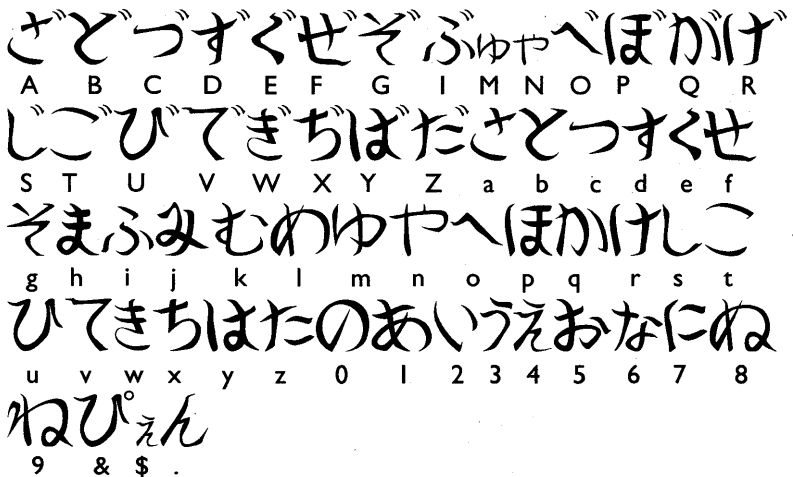 ざどづずぐぜぞぶゅゃべぼがげ
A B C D E F G I M N O P Q R
じごびでぎぢばださとつすくせ
S T U V W X Y Z a b c d e f
そまふみむめゆやへほかけしこ
g h i j k l m n o p q r s t
ひてきちはたのあいうえおなにぬ
u v w x y z 0 1 2 3 4 5 6 7 8
ねぴぇん
9 & $ .